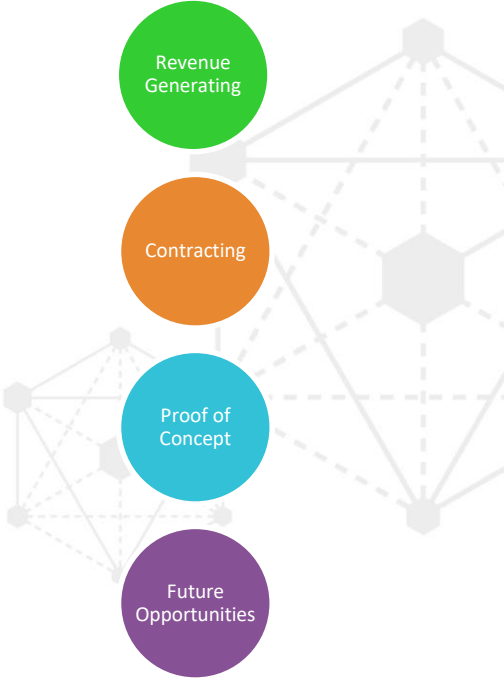 Revenue
Generating
Contracting
Proof of
Concept
Future
Opportunities